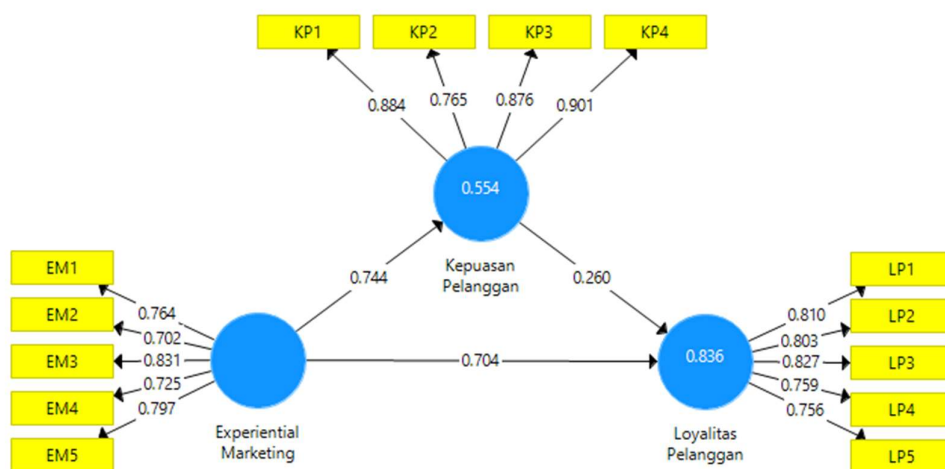 KP1 KP2 KP3 KP4
0.884 0.765 0.876 0.901
0.554
Kepuasan
Pelanggan
0.744 0.260
EM1
EM2
EM3
EM4
EM5
0.764
0.702
0.831
0.725
0.797
Experiential
Marketing
0.704
0.836
Loyalitas
Pelanggan
0.810
0.803
0.827
0.759
0.756
LP1
LP2
LP3
LP4
LP5